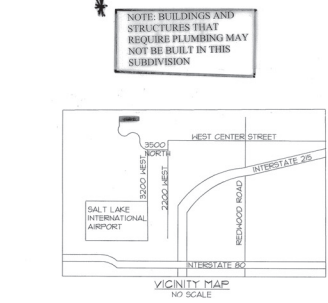 NOTE: BUILDINGS AND
STRUCTURES THAT
REQUIRE PLUMBING MAY
NOT BE BUILT IN THIS
SUBDIVISION
WEST CENTER STREET
3500
NORTH
INTERSTATE 215
3200 WEST
2200 WEST
REDWOOD ROAD
SALT LAKE
INTERNATIONAL
AIRPORT
INTERSTATE 80
VICINITY MAP
NO SCALE